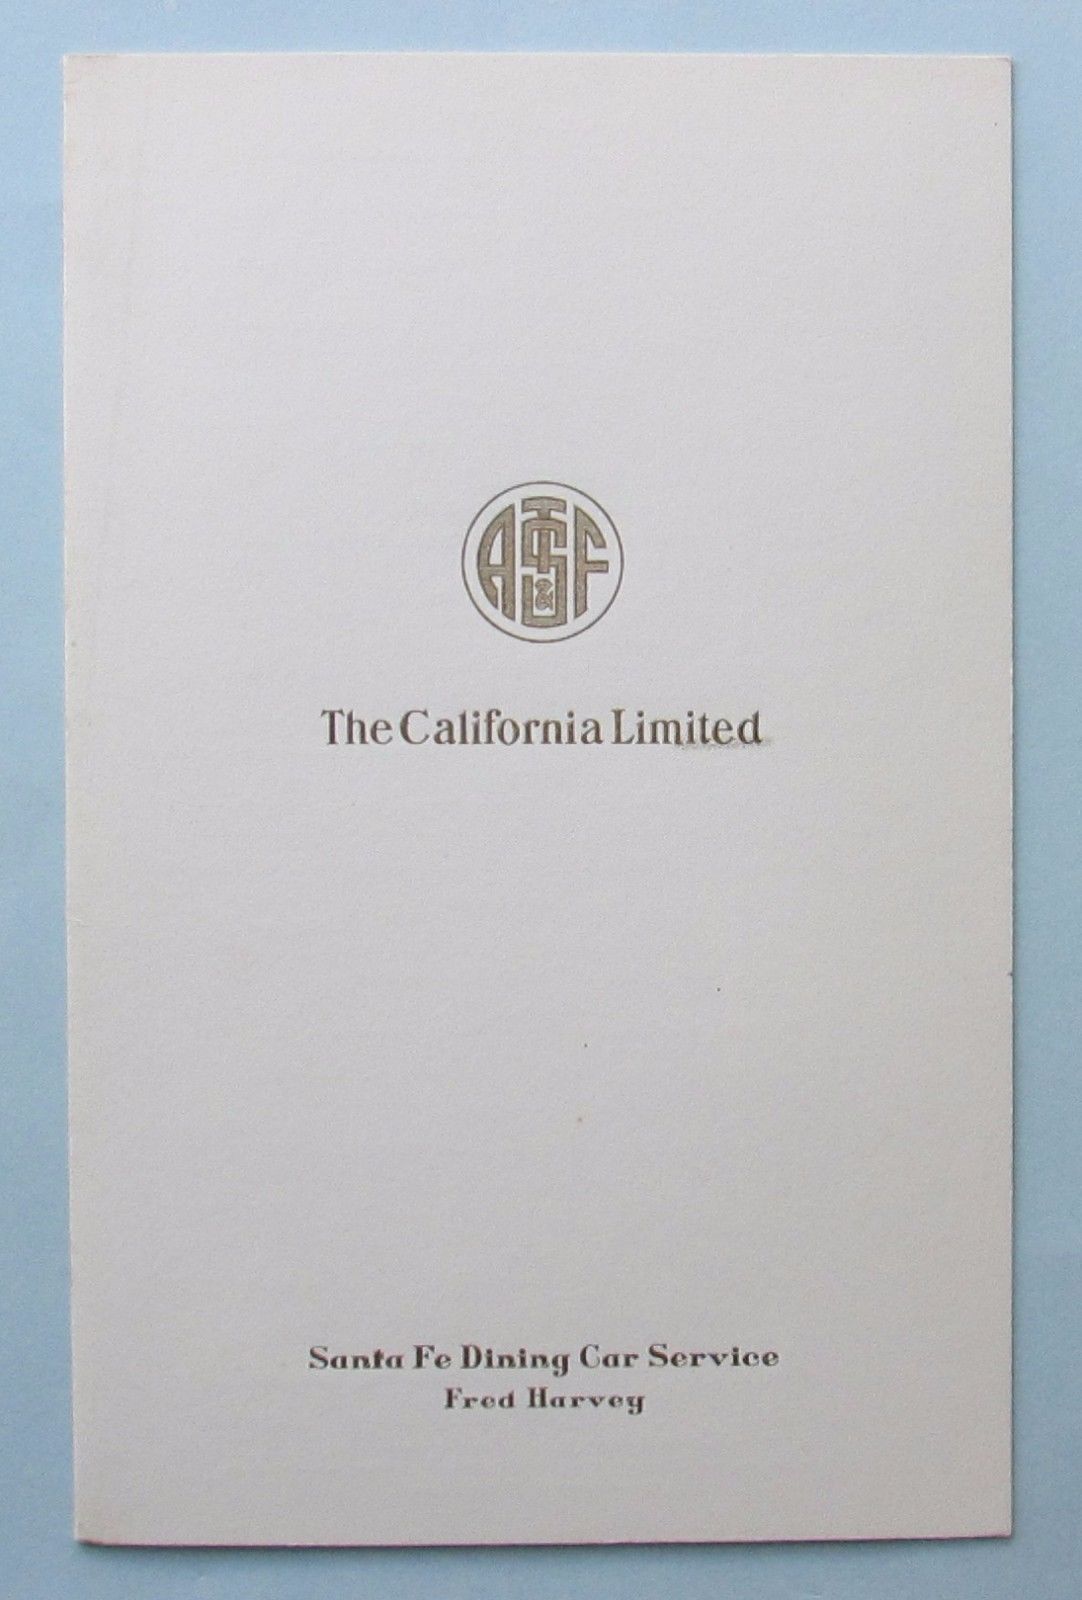 AT&SF
The California Limited
Santa Fe Dining Car Service
Fred Harvey